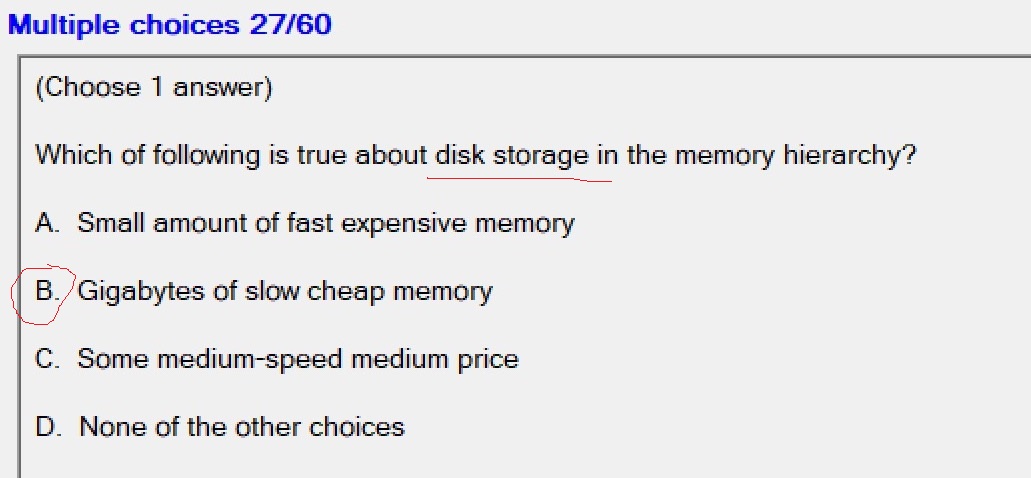 Multiple choices 27/60
(Choose 1 answer)
Which of following is true about disk storage in the memory hierarchy?
A. Small amount of fast expensive memory
B. Gigabytes of slow cheap memory
C. Some medium-speed medium price
D. None of the other choices